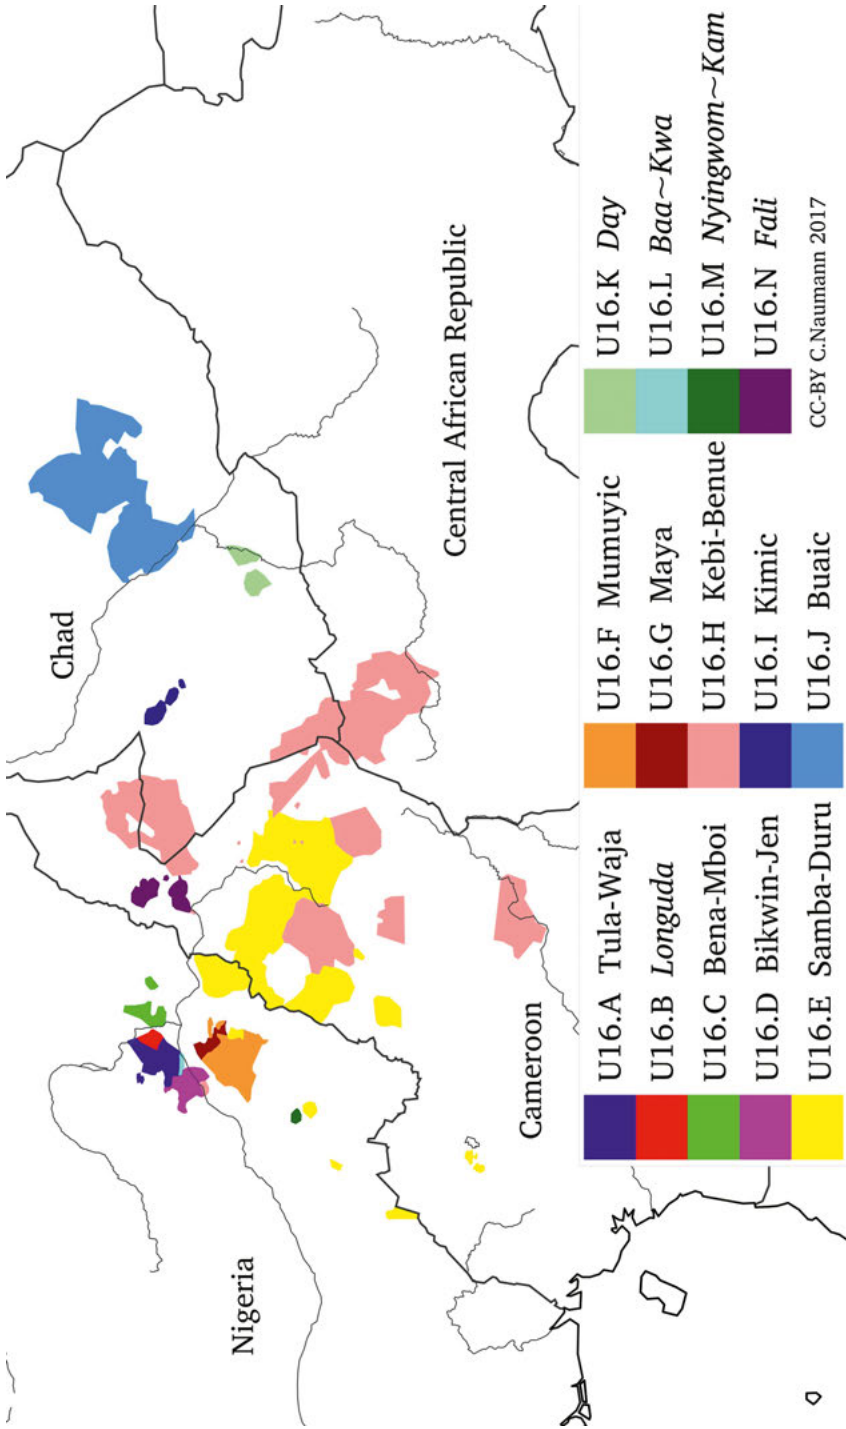 Chad
Nigeria
Central African Republic
Cameroon
U16.A Tula-Waja
U16.B Longuda
U16.C Bena-Mboi
U16.D Bikwin-Jen
U16.E Samba-Duru
U16.F Mumuyic
U16.G Maya
U16.H Kebi-Benue
U16.I Kimic
U16.J Buaic
U16.K Day
U16.L Baa~Kwa
U16.M Nyingwom~Kam
U16.N Fali
CC-BY C.Naumann 2017